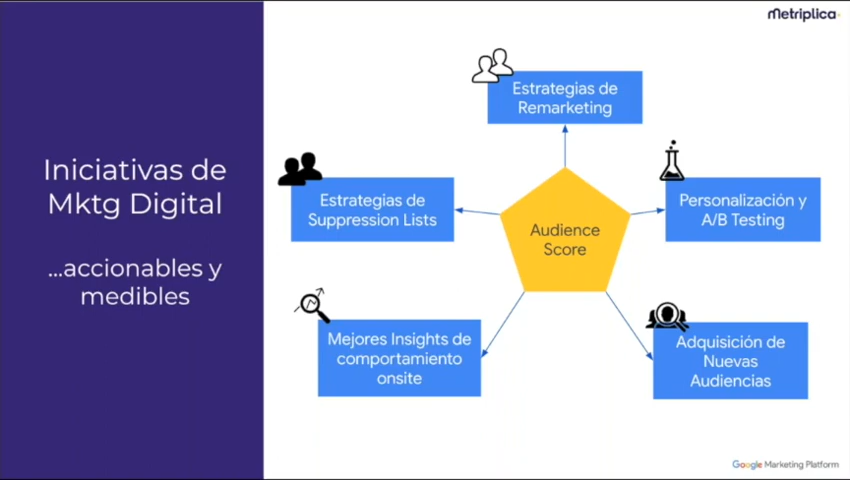 Metriplica
Iniciativas de
Mktg Digital
...accionables y
medibles
Estrategias de
Remarketing
Estrategias de
Suppression Lists
Personalización y
A/B Testing
Audience
Score
Mejores Insights de
comportamiento
onsite
Adquisición de
Nuevas
Audiencias
Google Marketing Platform